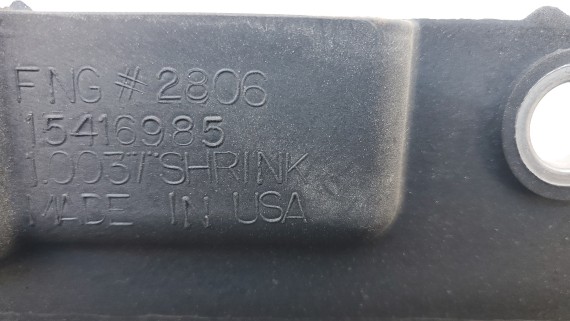 FNG # 2806
15416985
1.0037" SHRINK
MADE IN USA